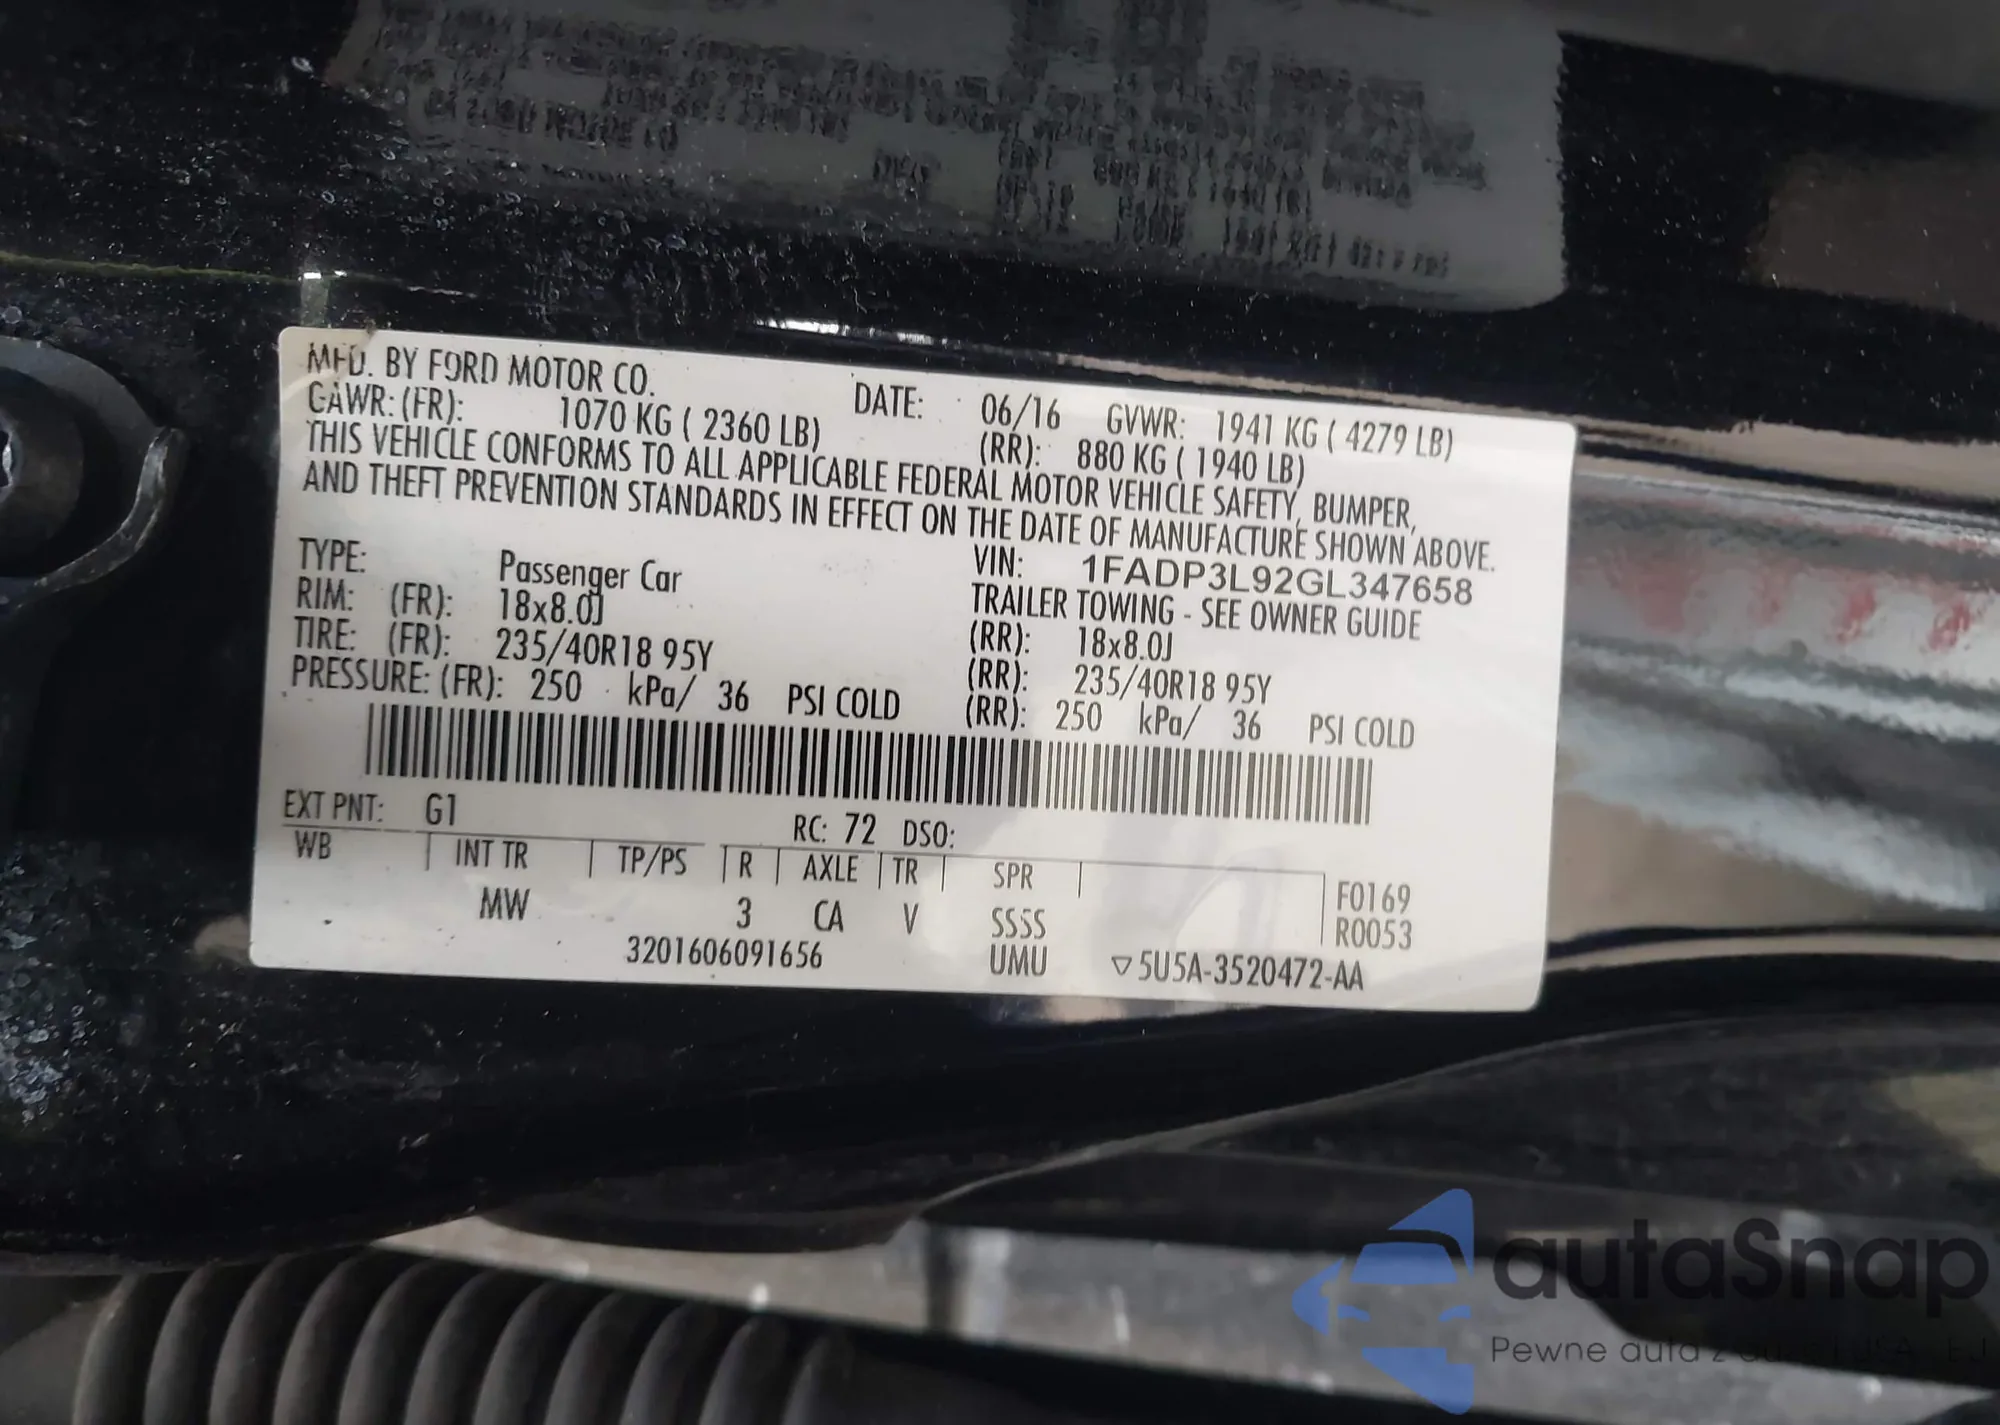 MFD. BY FORD MOTOR CO. DATE: 06/16 GVWR: 1941 KG ( 4279 LB)
GAWR: (FR): 1070 KG ( 2360 LB) (RR): 880 KG ( 1940 LB)
THIS VEHICLE CONFORMS TO ALL APPLICABLE FEDERAL MOTOR VEHICLE SAFETY, BUMPER,
AND THEFT PREVENTION STANDARDS IN EFFECT ON THE DATE OF MANUFACTURE SHOWN ABOVE.
VIN: 1FADP3L92GL347658
TYPE: Passenger Car TRAILER TOWING - SEE OWNER GUIDE
RIM: (FR): 18x8.0J (RR): 18x8.0J
TIRE: (FR): 235/40R18 95Y (RR): 235/40R18 95Y
PRESSURE: (FR): 250 kPa/ 36 PSI COLD (RR): 250 kPa/ 36 PSI COLD
EXT PNT: G1 RC: 72 DSO:
WB INT TR TP/PS R AXLE TR SPR F0169
MW 3 CA V SSSS R0053
3201606091656 UMU ▽5U5A-3520472-AA
autaSnap
Pewne auta z